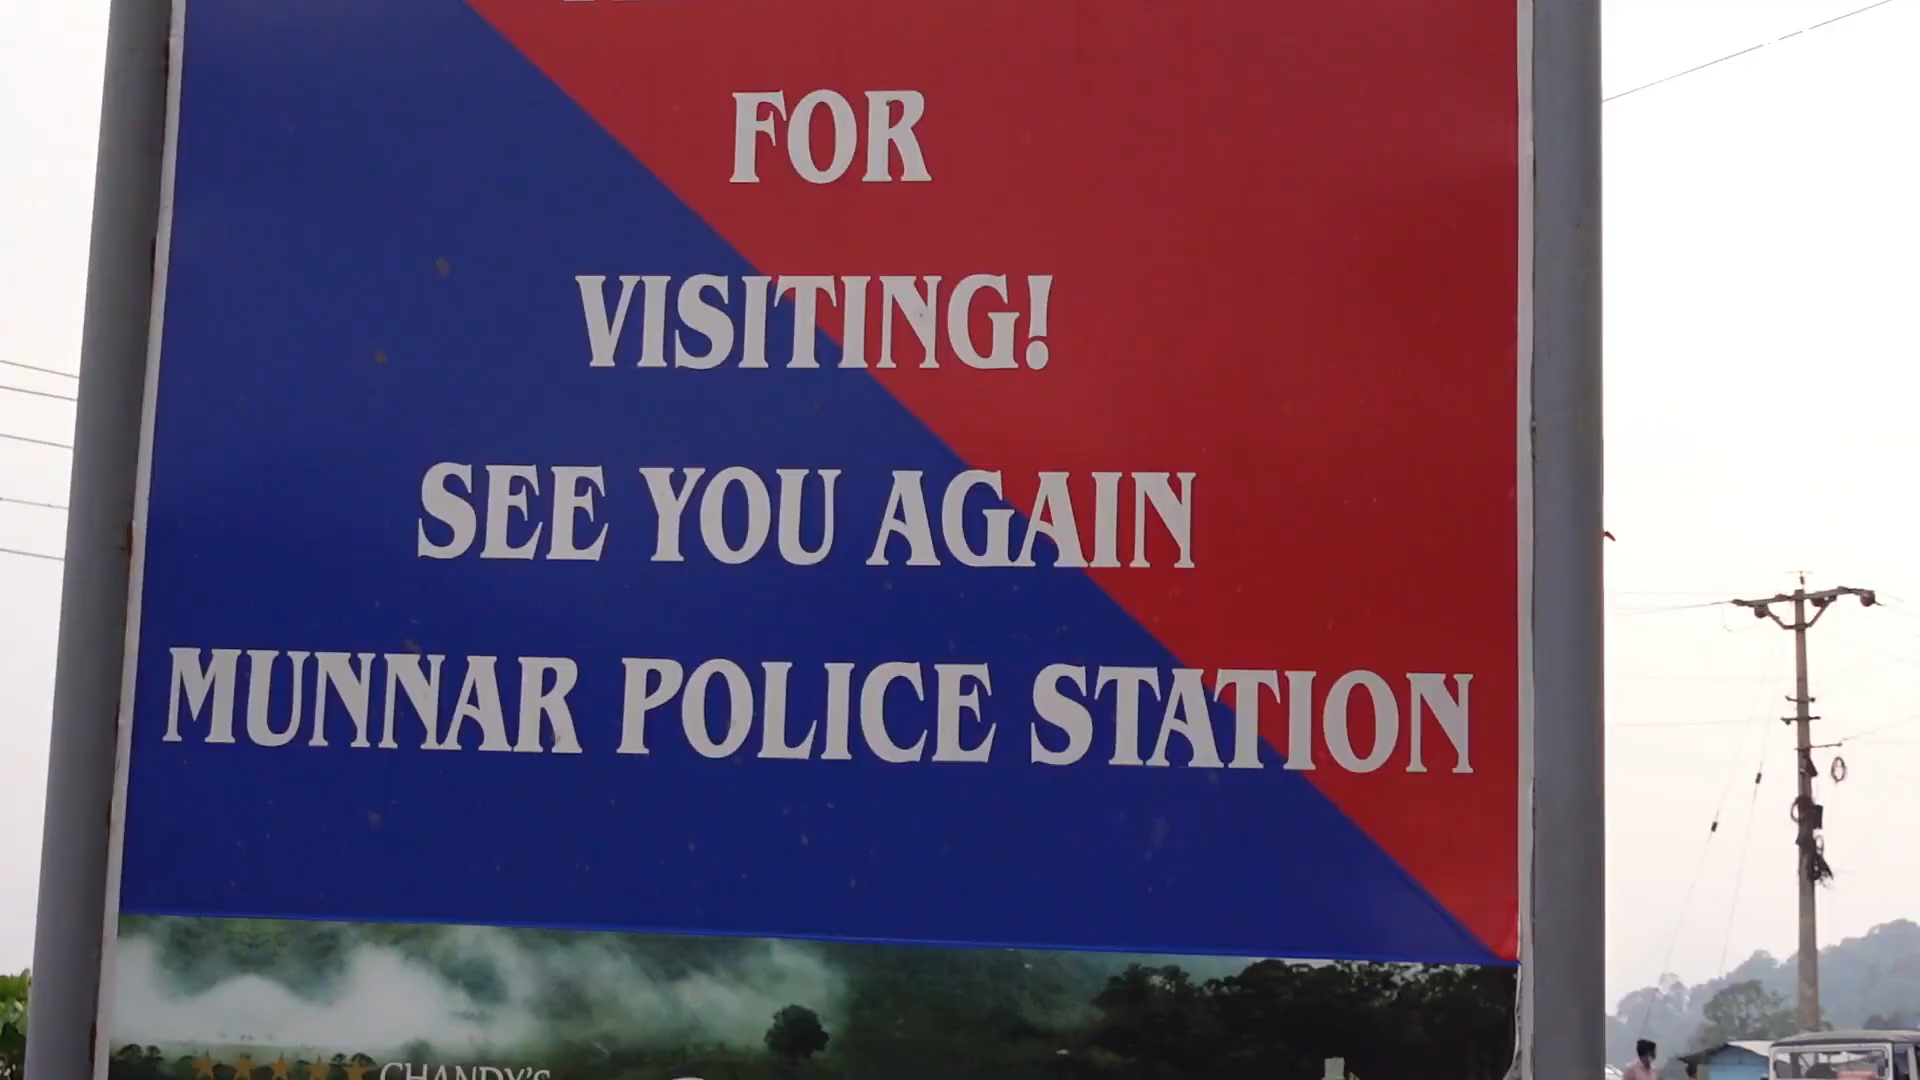 FOR
VISITING!
SEE YOU AGAIN
MUNNAR POLICE STATION
CHANDY'S